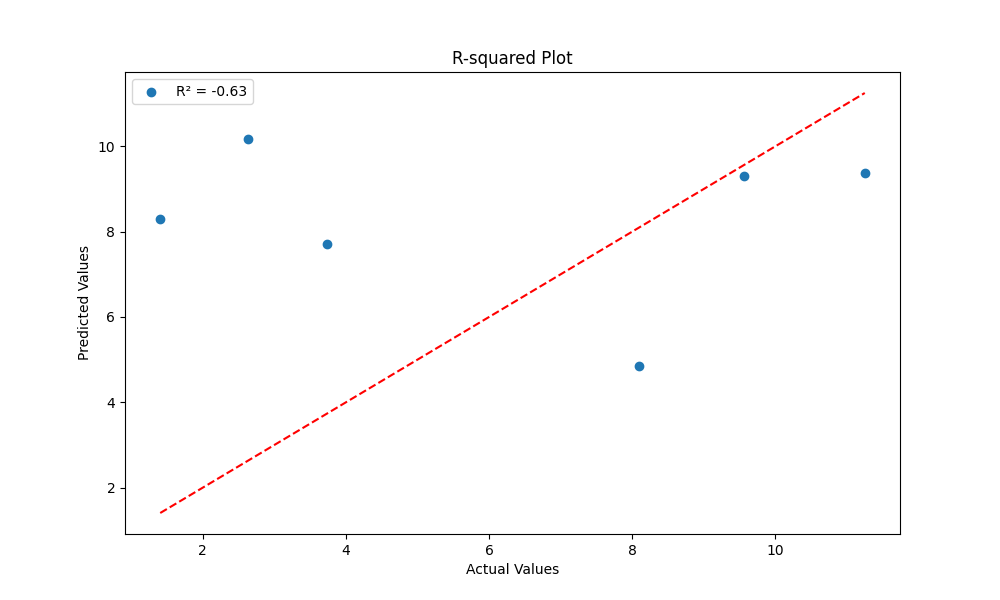 R-squared Plot
R² = -0.63
10
8
6
4
2
Predicted Values
2 4 6 8 10
Actual Values